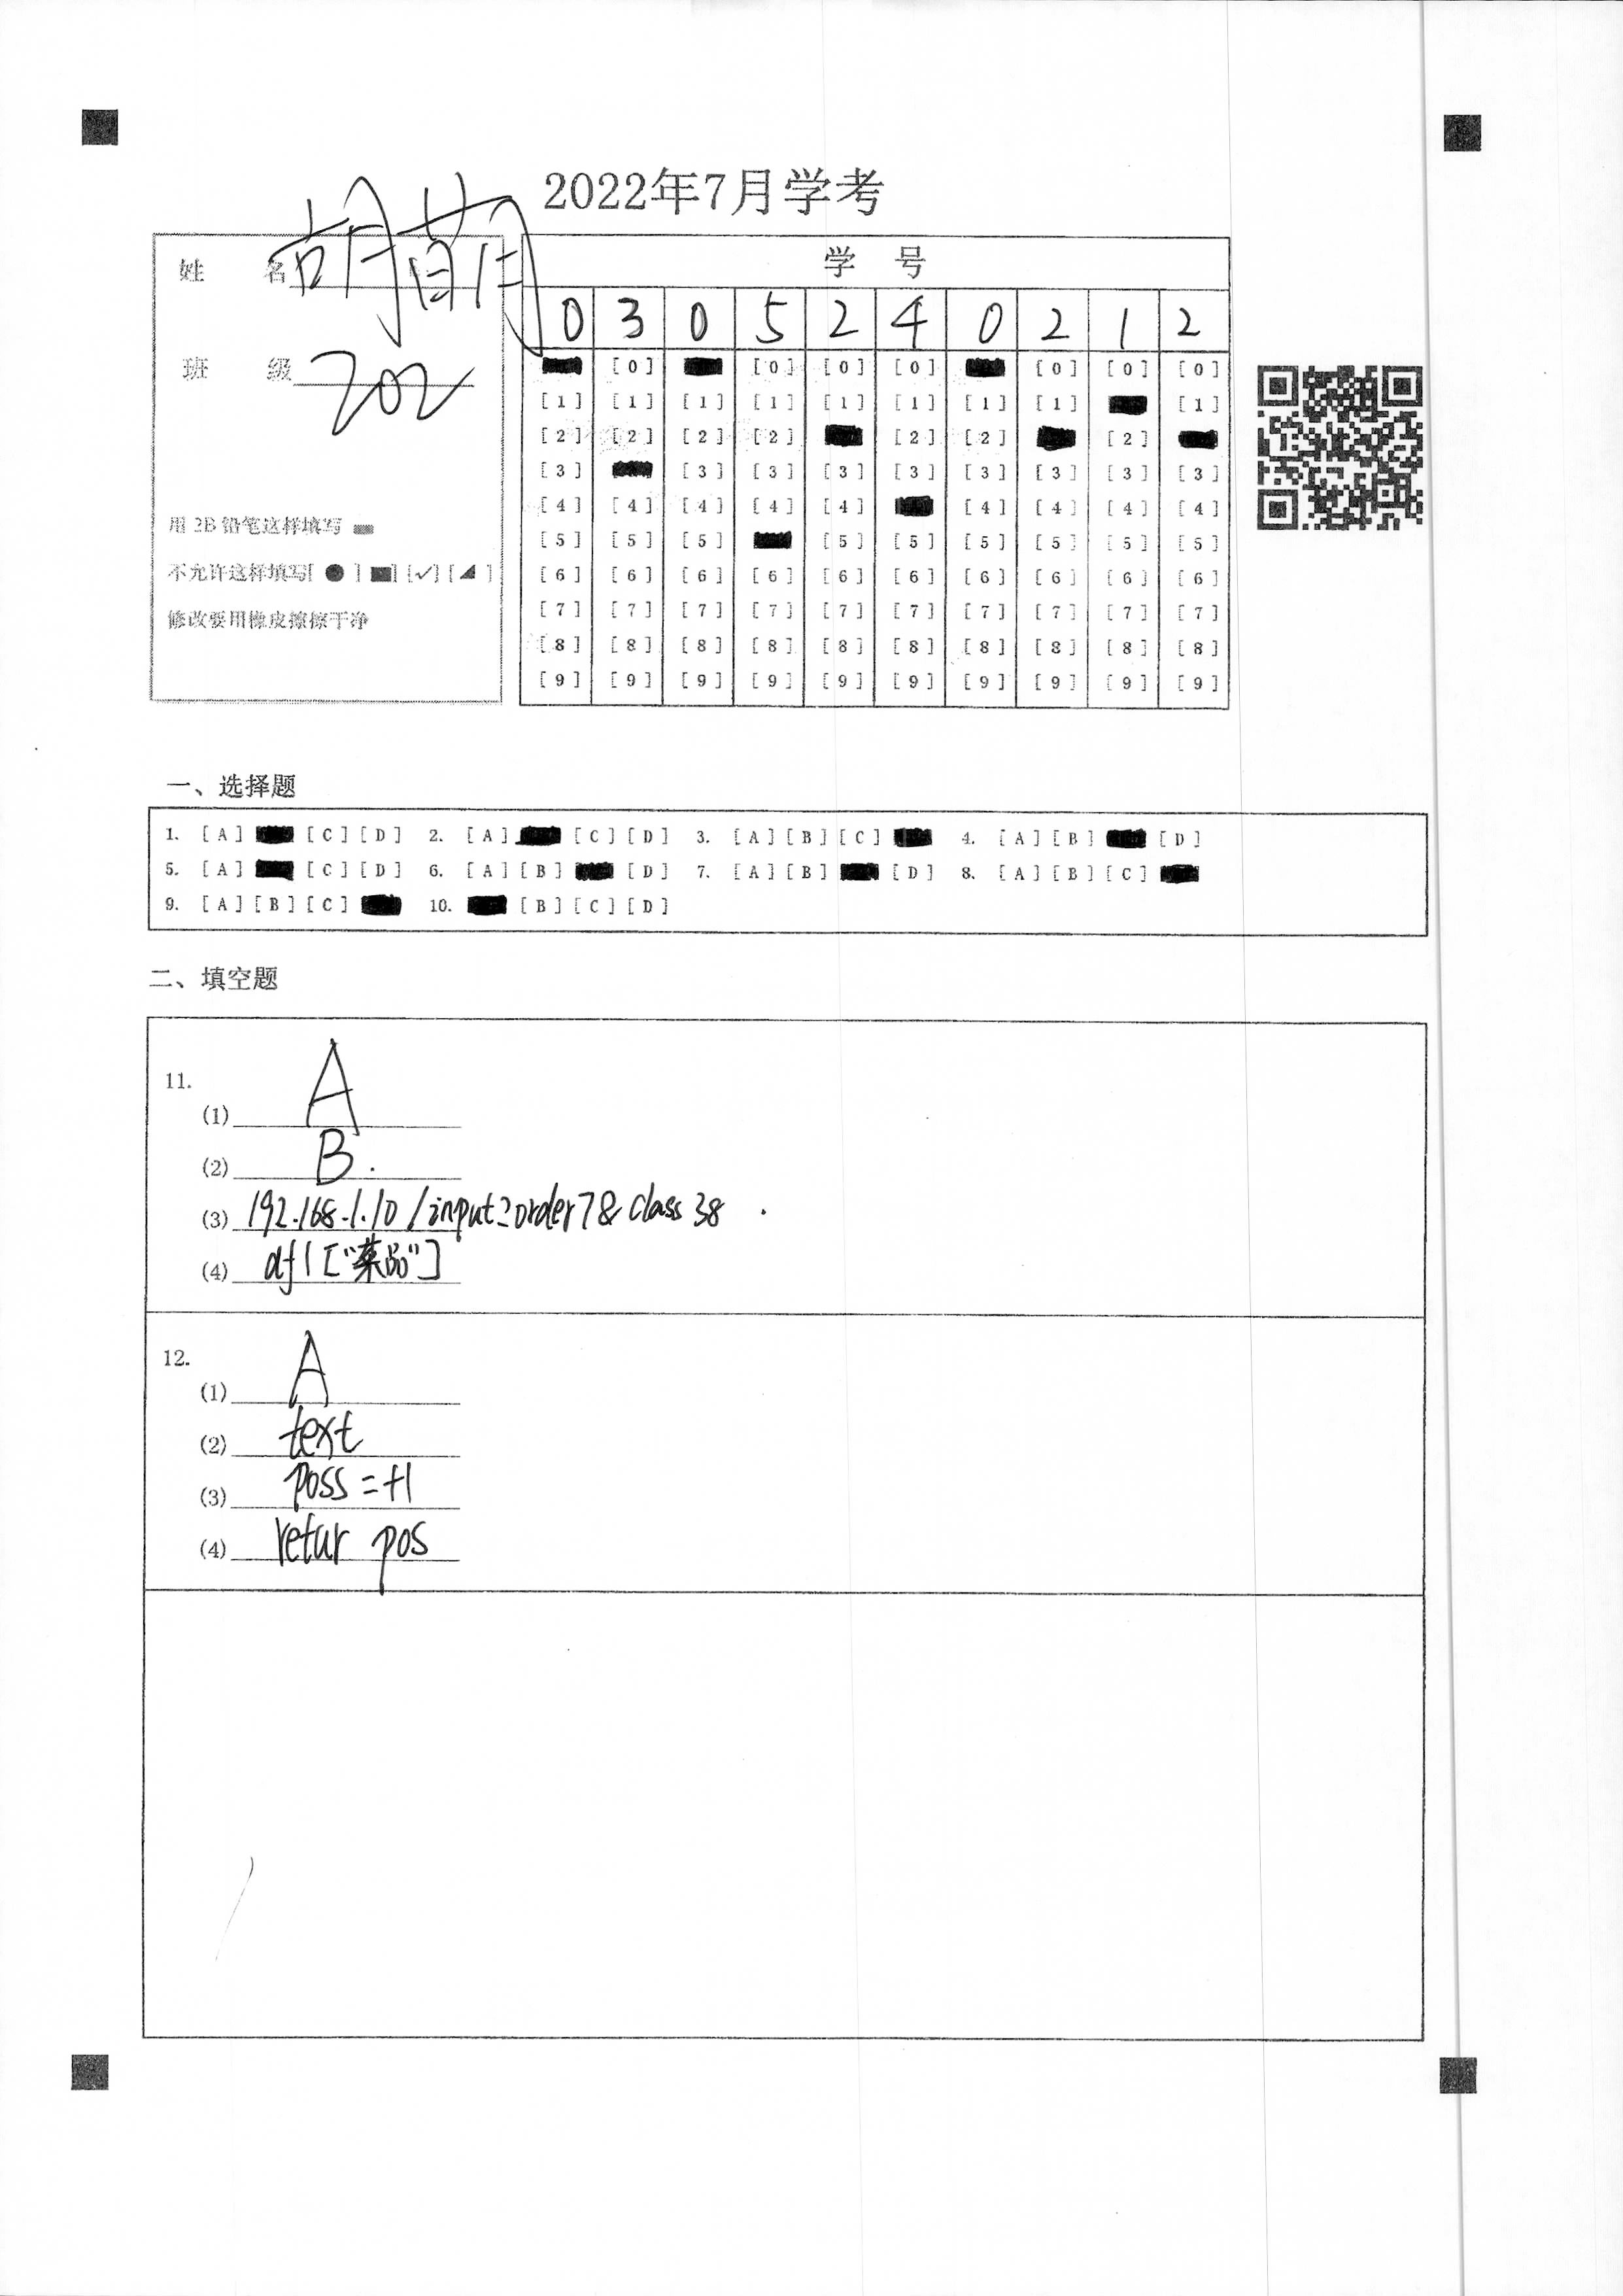 2022年7月学考
姓 名 胡萌
班 级 202
用 2B 铅笔这样填写
不允许这样填写[ ● ] [■] [✓] [◢ ]
修改要用橡皮擦擦干净
学 号
0 3 0 5 2 4 0 2 1 2
[0] [0] [0] [0] [0] [0] [0]
[1] [1] [1] [1] [1] [1] [1] [1] [1]
[2] [2] [2] [2] [2] [2] [2]
[3] [3] [3] [3] [3] [3] [3] [3] [3]
[4] [4] [4] [4] [4] [4] [4] [4] [4]
[5] [5] [5] [5] [5] [5] [5] [5] [5]
[6] [6] [6] [6] [6] [6] [6] [6] [6] [6]
[7] [7] [7] [7] [7] [7] [7] [7] [7] [7]
[8] [8] [8] [8] [8] [8] [8] [8] [8] [8]
[9] [9] [9] [9] [9] [9] [9] [9] [9] [9]
一、选择题
1. [A] [C] [D] 2. [A] [C] [D] 3. [A] [B] [C] 4. [A] [B] [D]
5. [A] [C] [D] 6. [A] [B] [D] 7. [A] [B] [D] 8. [A] [B] [C]
9. [A] [B] [C] 10. [B] [C] [D]
二、填空题
11.
(1) A
(2) B.
(3) 192.168.1.10/input?order7& class 38 .
(4) df1["药品"]
12.
(1) A
(2) text
(3) poss=+1
(4) retur pos